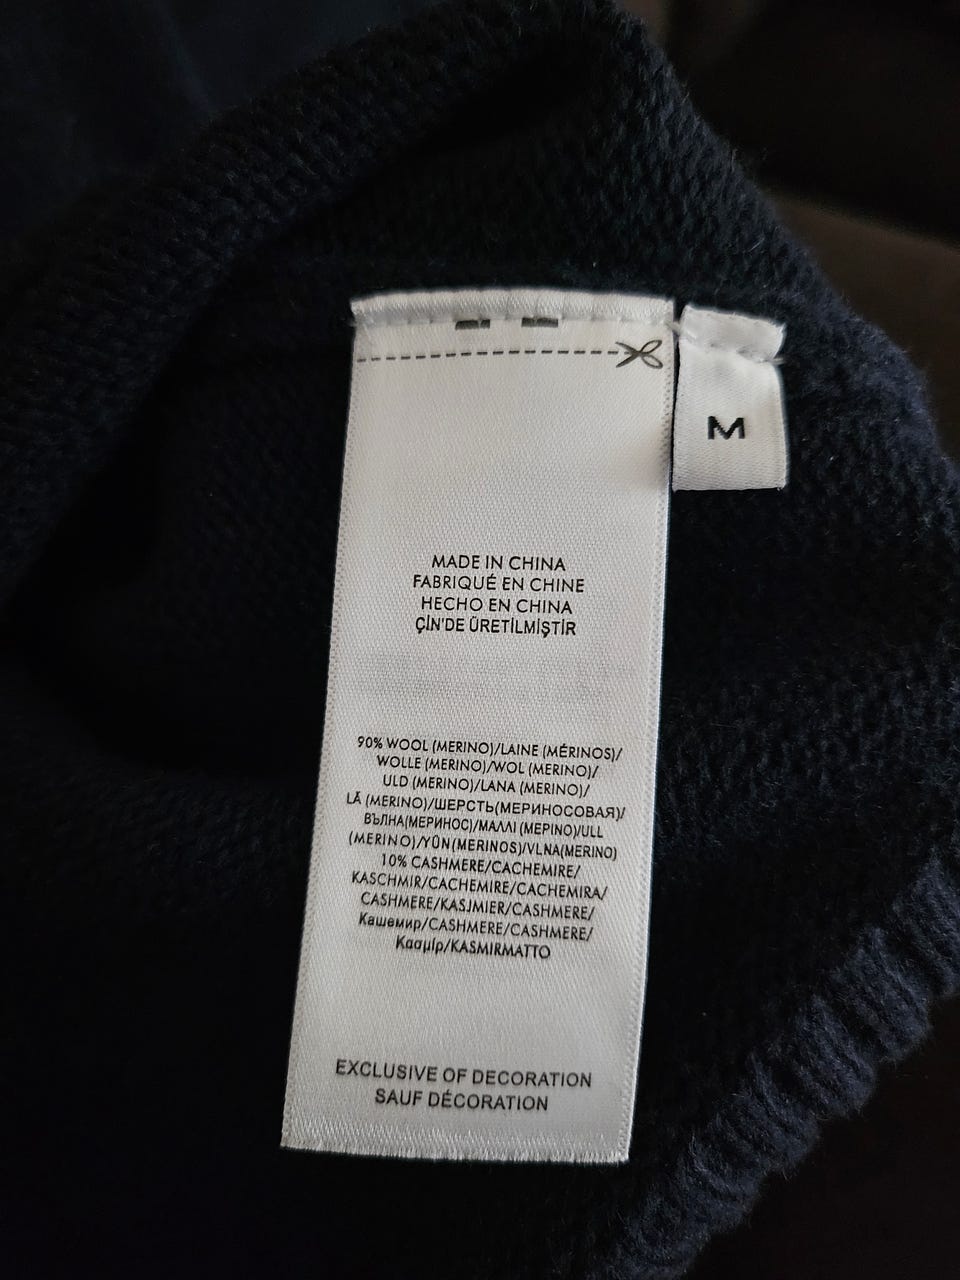 M
MADE IN CHINA
FABRIQUÉ EN CHINE
HECHO EN CHINA
ÇİN'DE ÜRETİLMİŞTİR
90% WOOL (MERINO)/LAINE (MÉRINOS)/
WOLLE (MERINO)/WOL (MERINO)/
ULD (MERINO)/LANA (MERINO)/
LÃ (MERINO)/ШЕРСТЬ(МЕРИНОСОВАЯ)/
ВЪЛНА(МЕРИНОС)/ΜΑΛΛΙ (ΜΕΡΙΝΟ)/ULL
(MERINO)/YÜN(MERINOS)/VLNA(MERINO)
10% CASHMERE/CACHEMIRE/
KASCHMIR/CACHEMIRE/CACHEMIRA/
CASHMERE/KASJMIER/CASHMERE/
Кашемир/CASHMERE/CASHMERE/
Κασμίρ/KASMIRMATTO
EXCLUSIVE OF DECORATION
SAUF DÉCORATION